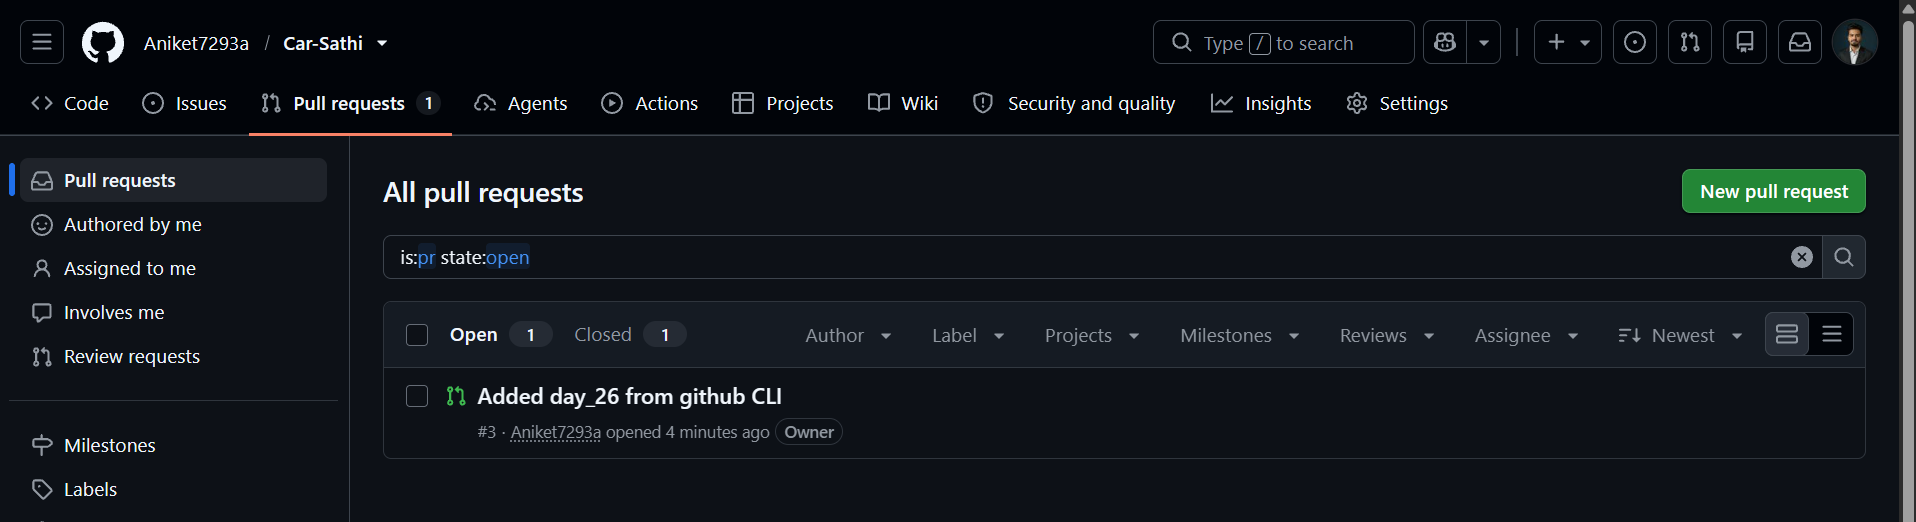 Aniket7293a / Car-Sathi
Type / to search
Code
Issues
Pull requests 1
Agents
Actions
Projects
Wiki
Security and quality
Insights
Settings
Pull requests
Authored by me
Assigned to me
Involves me
Review requests
Milestones
Labels
All pull requests
New pull request
is:pr state:open
Open 1
Closed 1
Author
Label
Projects
Milestones
Reviews
Assignee
Newest
Added day_26 from github CLI
#3 · Aniket7293a opened 4 minutes ago Owner